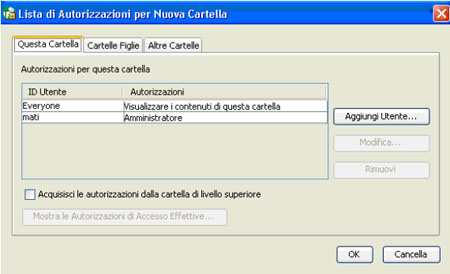 Lista di Autorizzazioni per Nuova Cartella
Questa Cartella Cartelle Figlie Altre Cartelle
Autorizzazioni per questa cartella
ID Utente Autorizzazioni
Everyone Visualizzare i contenuti di questa cartella
mati Amministratore
Aggiungi Utente...
Modifica...
Rimuovi
Acquisisci le autorizzazioni dalla cartella di livello superiore
Mostra le Autorizzazioni di Accesso Effettive...
OK Cancella